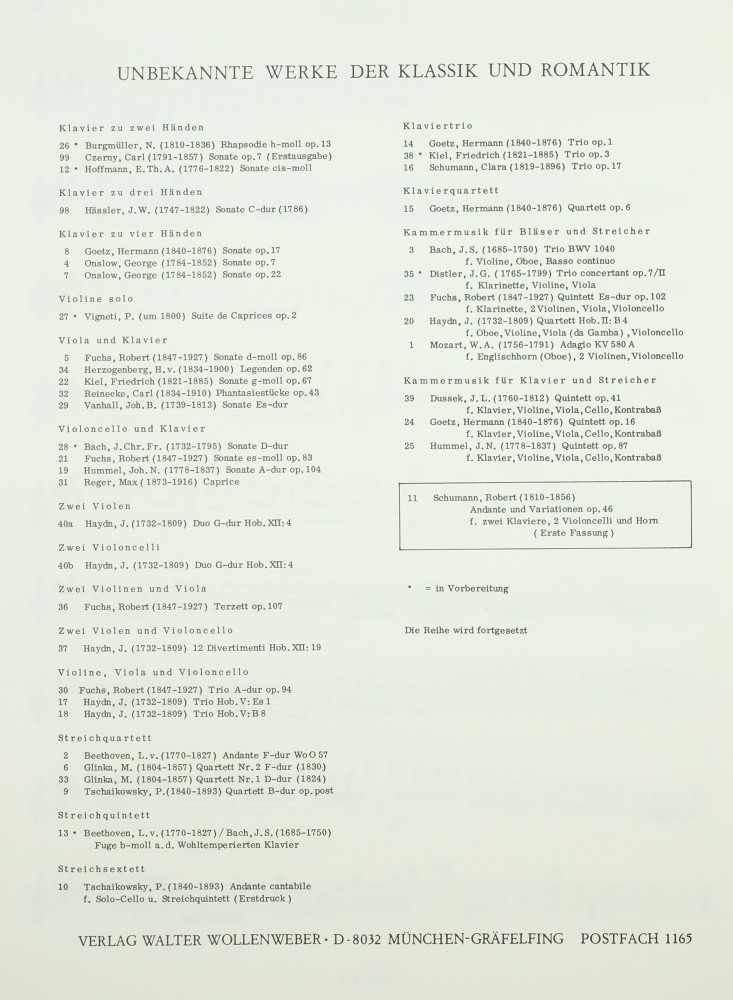 UNBEKANNTE WERKE DER KLASSIK UND ROMANTIK
Klavier zu zwei Händen
26 * Burgmüller, N. (1810-1836) Rhapsodie h-moll op. 13
99 Czerny, Carl (1791-1857) Sonate op. 7 (Erstausgabe)
12 * Hoffmann, E. Th. A. (1776-1822) Sonate cis-moll
Klavier zu drei Händen
98 Hässler, J. W. (1747-1822) Sonate C-dur (1786)
Klavier zu vier Händen
8 Goetz, Hermann (1840-1876) Sonate op. 17
4 Onslow, George (1784-1852) Sonate op. 7
7 Onslow, George (1784-1852) Sonate op. 22
Violine solo
27 * Vigneti, P. (um 1800) Suite de Caprices op. 2
Viola und Klavier
5 Fuchs, Robert (1847-1927) Sonate d-moll op. 86
34 Herzogenberg, H. v. (1834-1900) Legenden op. 62
22 Kiel, Friedrich (1821-1885) Sonate g-moll op. 67
32 Reinecke, Carl (1834-1910) Phantasiestücke op. 43
29 Vanhall, Joh. B. (1739-1813) Sonate Es-dur
Violoncello und Klavier
28 * Bach, J. Chr. Fr. (1732-1795) Sonate D-dur
21 Fuchs, Robert (1847-1927) Sonate es-moll op. 83
19 Hummel, Joh. N. (1778-1837) Sonate A-dur op. 104
31 Reger, Max (1873-1916) Caprice
Zwei Violen
40a Haydn, J. (1732-1809) Duo G-dur Hob. XII: 4
Zwei Violoncelli
40b Haydn, J. (1732-1809) Duo G-dur Hob. XII: 4
Zwei Violinen und Viola
36 Fuchs, Robert (1847-1927) Terzett op. 107
Zwei Violen und Violoncello
37 Haydn, J. (1732-1809) 12 Divertimenti Hob. XII: 19
Violine, Viola und Violoncello
30 Fuchs, Robert (1847-1927) Trio A-dur op. 94
17 Haydn, J. (1732-1809) Trio Hob. V: Es 1
18 Haydn, J. (1732-1809) Trio Hob. V: B 8
Streichquartett
2 Beethoven, L. v. (1770-1827) Andante F-dur WoO 57
6 Glinka, M. (1804-1857) Quartett Nr. 2 F-dur (1830)
33 Glinka, M. (1804-1857) Quartett Nr. 1 D-dur (1824)
9 Tschaikowsky, P. (1840-1893) Quartett B-dur op. post
Streichquintett
13 * Beethoven, L. v. (1770-1827) / Bach, J. S. (1685-1750)
Fuge b-moll a. d. Wohltemperierten Klavier
Streichsextett
10 Tschaikowsky, P. (1840-1893) Andante cantabile
f. Solo-Cello u. Streichquintett (Erstdruck)
Klaviertrio
14 Goetz, Hermann (1840-1876) Trio op. 1
38 * Kiel, Friedrich (1821-1885) Trio op. 3
16 Schumann, Clara (1819-1896) Trio op. 17
Klavierquartett
15 Goetz, Hermann (1840-1876) Quartett op. 6
Kammermusik für Bläser und Streicher
3 Bach, J. S. (1685-1750) Trio BWV 1040
f. Violine, Oboe, Basso continuo
35 * Distler, J. G. (1765-1799) Trio concertant op. 7/II
f. Klarinette, Violine, Viola
23 Fuchs, Robert (1847-1927) Quintett Es-dur op. 102
f. Klarinette, 2 Violinen, Viola, Violoncello
20 Haydn, J. (1732-1809) Quartett Hob. II: B 4
f. Oboe, Violine, Viola (da Gamba), Violoncello
1 Mozart, W. A. (1756-1791) Adagio KV 580 A
f. Englischhorn (Oboe), 2 Violinen, Violoncello
Kammermusik für Klavier und Streicher
39 Dussek, J. L. (1760-1812) Quintett op. 41
f. Klavier, Violine, Viola, Cello, Kontrabaß
24 Goetz, Hermann (1840-1876) Quintett op. 16
f. Klavier, Violine, Viola, Cello, Kontrabaß
25 Hummel, J. N. (1778-1837) Quintett op. 87
f. Klavier, Violine, Viola, Cello, Kontrabaß
11 Schumann, Robert (1810-1856)
Andante und Variationen op. 46
f. zwei Klaviere, 2 Violoncelli und Horn
(Erste Fassung)
* = in Vorbereitung
Die Reihe wird fortgesetzt
VERLAG WALTER WOLLENWEBER · D-8032 MÜNCHEN-GRÄFELFING POSTFACH 1165